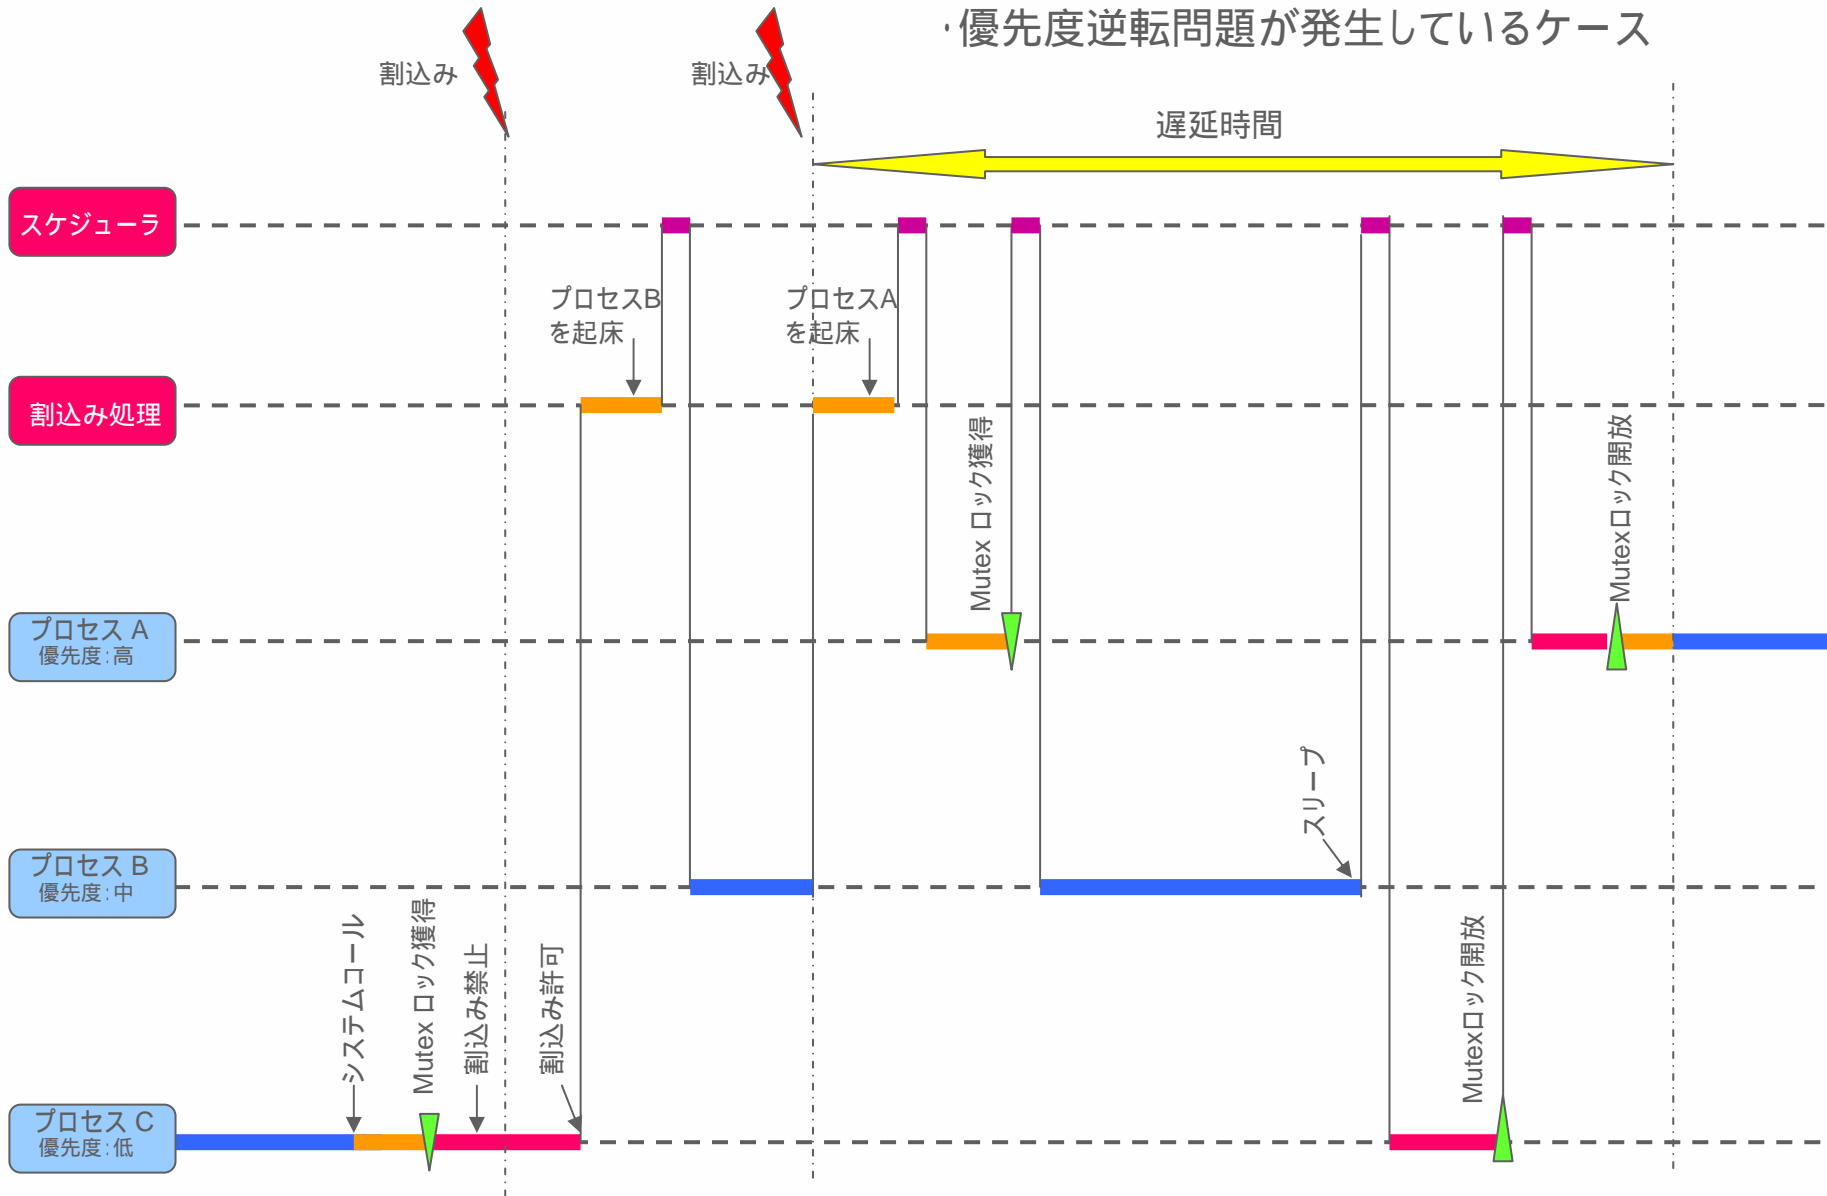 ・優先度逆転問題が発生しているケース
割込み
割込み
遅延時間
スケジューラ
プロセスB
を起床
プロセスA
を起床
割込み処理
Mutex ロック獲得
Mutexロック開放
プロセス A
優先度：高
スリープ
プロセス B
優先度：中
システムコール
Mutex ロック獲得
割込み禁止
割込み許可
Mutexロック開放
プロセス C
優先度：低